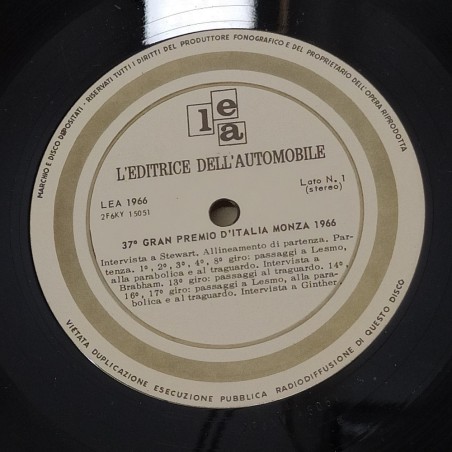 MARCHIO E DISCO DEPOSITATI - RISERVATI TUTTI I DIRITTI DEL PRODUTTORE FONOGRAFICO E DEL PROPRIETARIO DELL'OPERA RIPRODOTTA
lea
L'EDITRICE DELL'AUTOMOBILE
LEA 1966
2F6KY 15051
Lato N. 1
(stereo)
37º GRAN PREMIO D'ITALIA MONZA 1966
Intervista a Stewart. Allineamento di partenza. Par-
tenza. 1º, 2º, 3º, 4º, 8º giro: passaggi a Lesmo,
alla parabolica e al traguardo. Intervista a
Brabham. 13º giro: passaggi al traguardo. 14º,
16º, 17º giro: passaggi a Lesmo, alla para-
bolica e al traguardo. Intervista a Ginther.
VIETATA DUPLICAZIONE ESECUZIONE PUBBLICA RADIODIFFUSIONE DI QUESTO DISCO